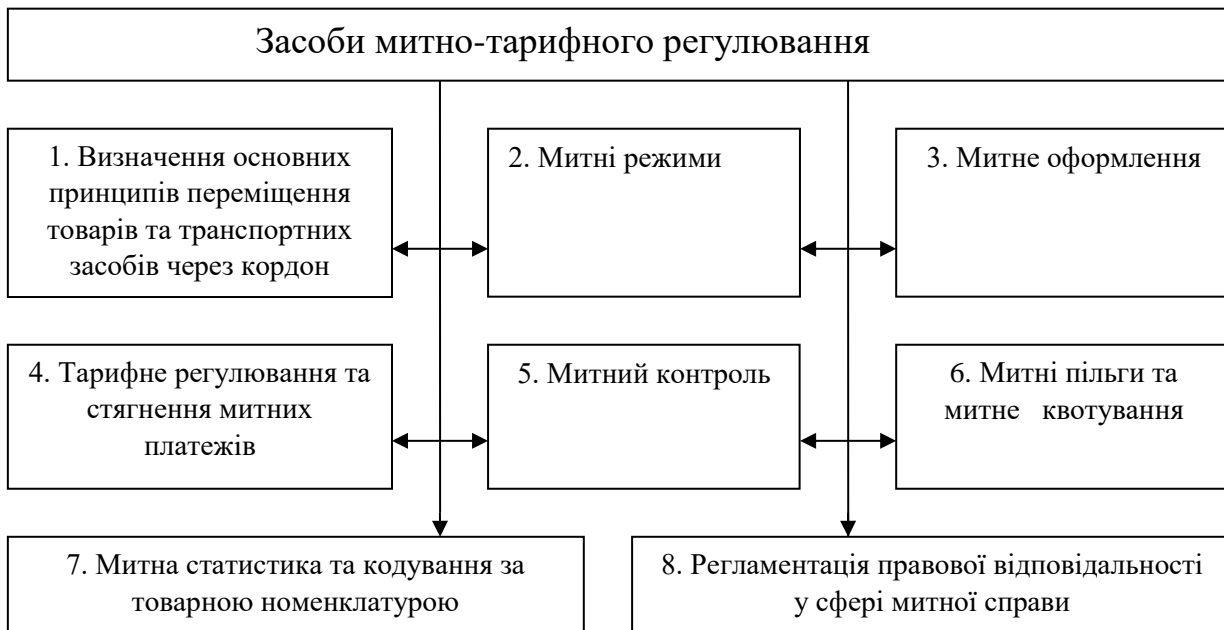 Засоби митно-тарифного регулювання
1. Визначення основних
принципів переміщення
товарів та транспортних
засобів через кордон
2. Митні режими
3. Митне оформлення
4. Тарифне регулювання та
стягнення митних
платежів
5. Митний контроль
6. Митні пільги та
митне квотування
7. Митна статистика та кодування за
товарною номенклатурою
8. Регламентація правової відповідальності
у сфері митної справи